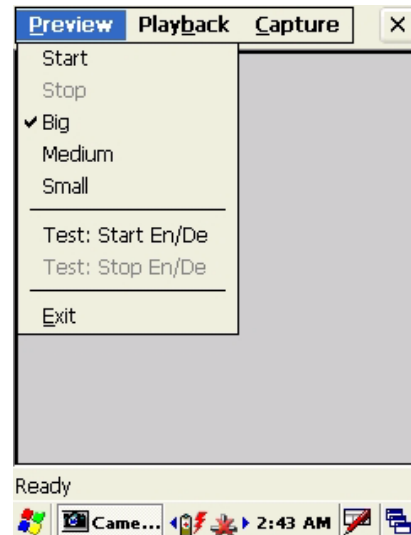 Preview Playback Capture
Start
Stop
Big
Medium
Small
Test: Start En/De
Test: Stop En/De
Exit
Ready
Came... 2:43 AM